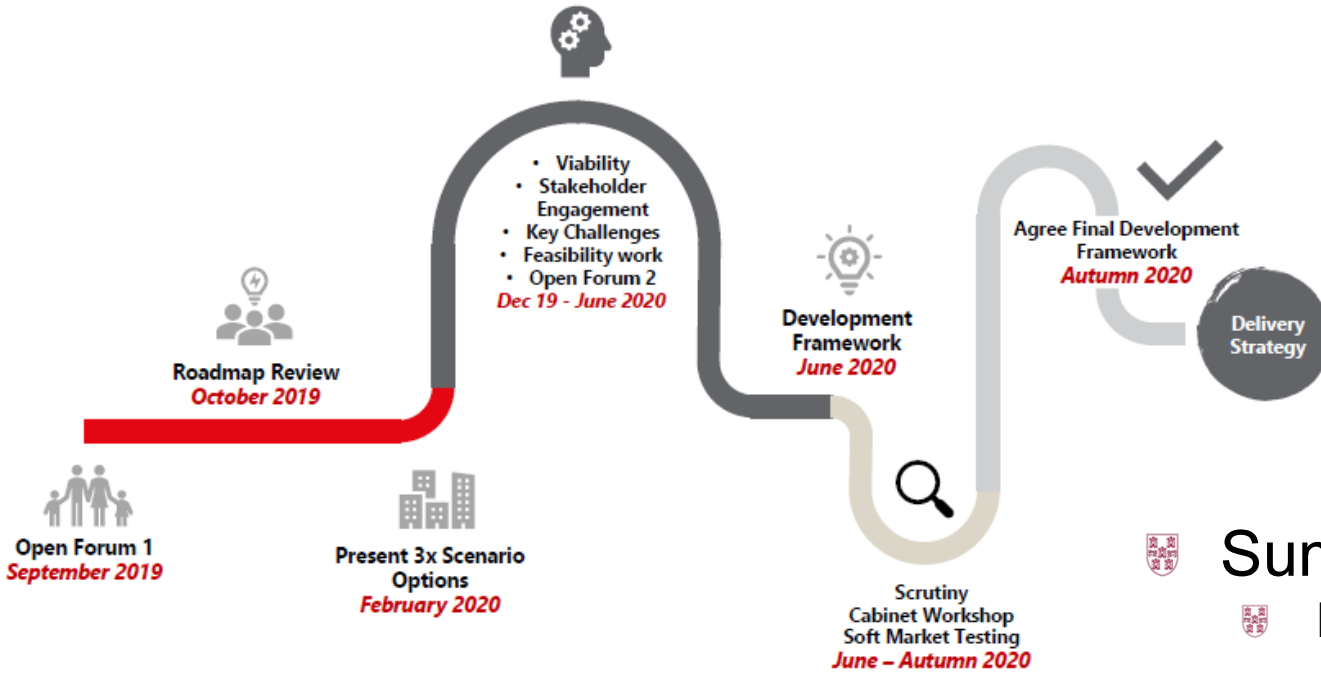 • Viability
• Stakeholder
Engagement
• Key Challenges
• Feasibility work
• Open Forum 2
Dec 19 - June 2020
Agree Final Development
Framework
Autumn 2020
Development
Framework
June 2020
Delivery
Strategy
Roadmap Review
October 2019
Open Forum 1
September 2019
Present 3x Scenario
Options
February 2020
Scrutiny
Cabinet Workshop
Soft Market Testing
June – Autumn 2020